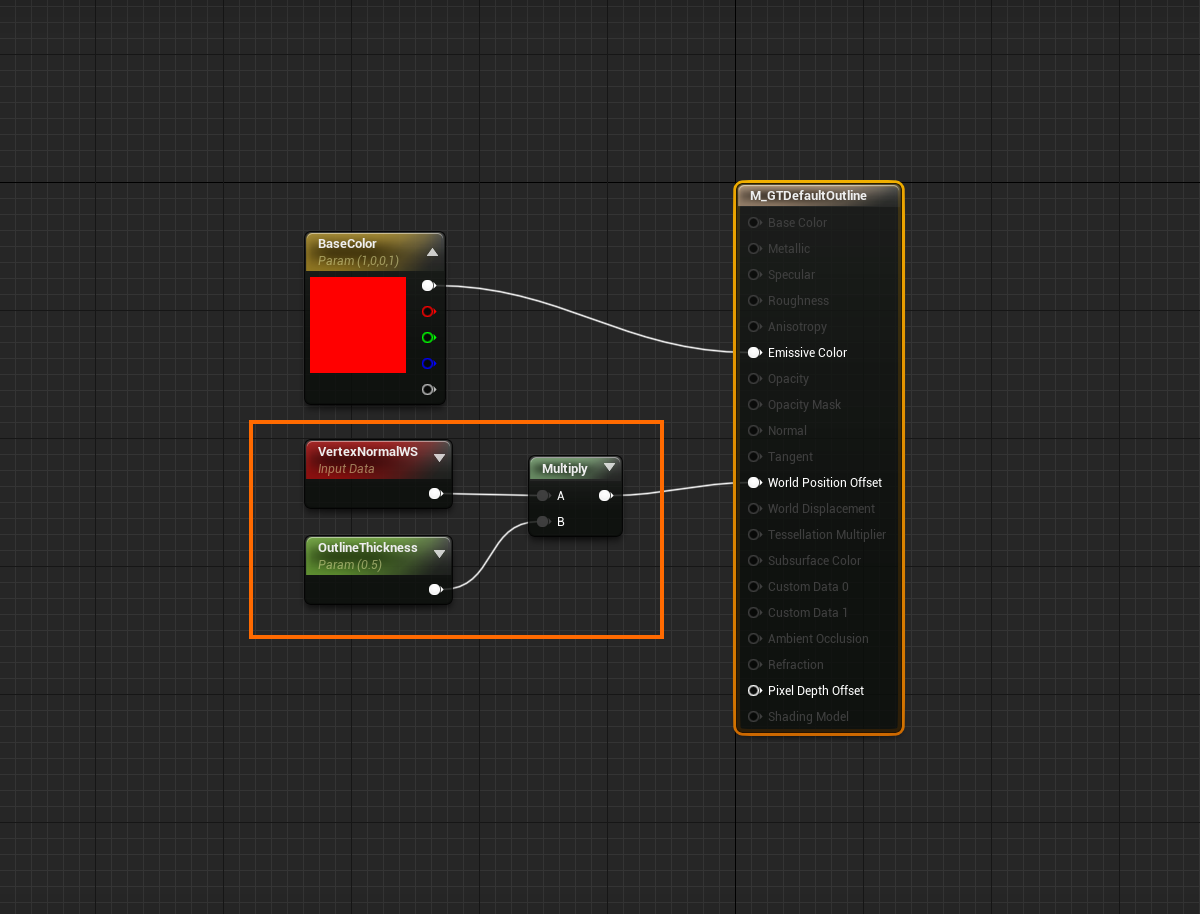 BaseColor
Param (1,0,0,1)
VertexNormalWS
Input Data
OutlineThickness
Param (0.5)
Multiply
A
B
M_GTDefaultOutline
Base Color
Metallic
Specular
Roughness
Anisotropy
Emissive Color
Opacity
Opacity Mask
Normal
Tangent
World Position Offset
World Displacement
Tessellation Multiplier
Subsurface Color
Custom Data 0
Custom Data 1
Ambient Occlusion
Refraction
Pixel Depth Offset
Shading Model